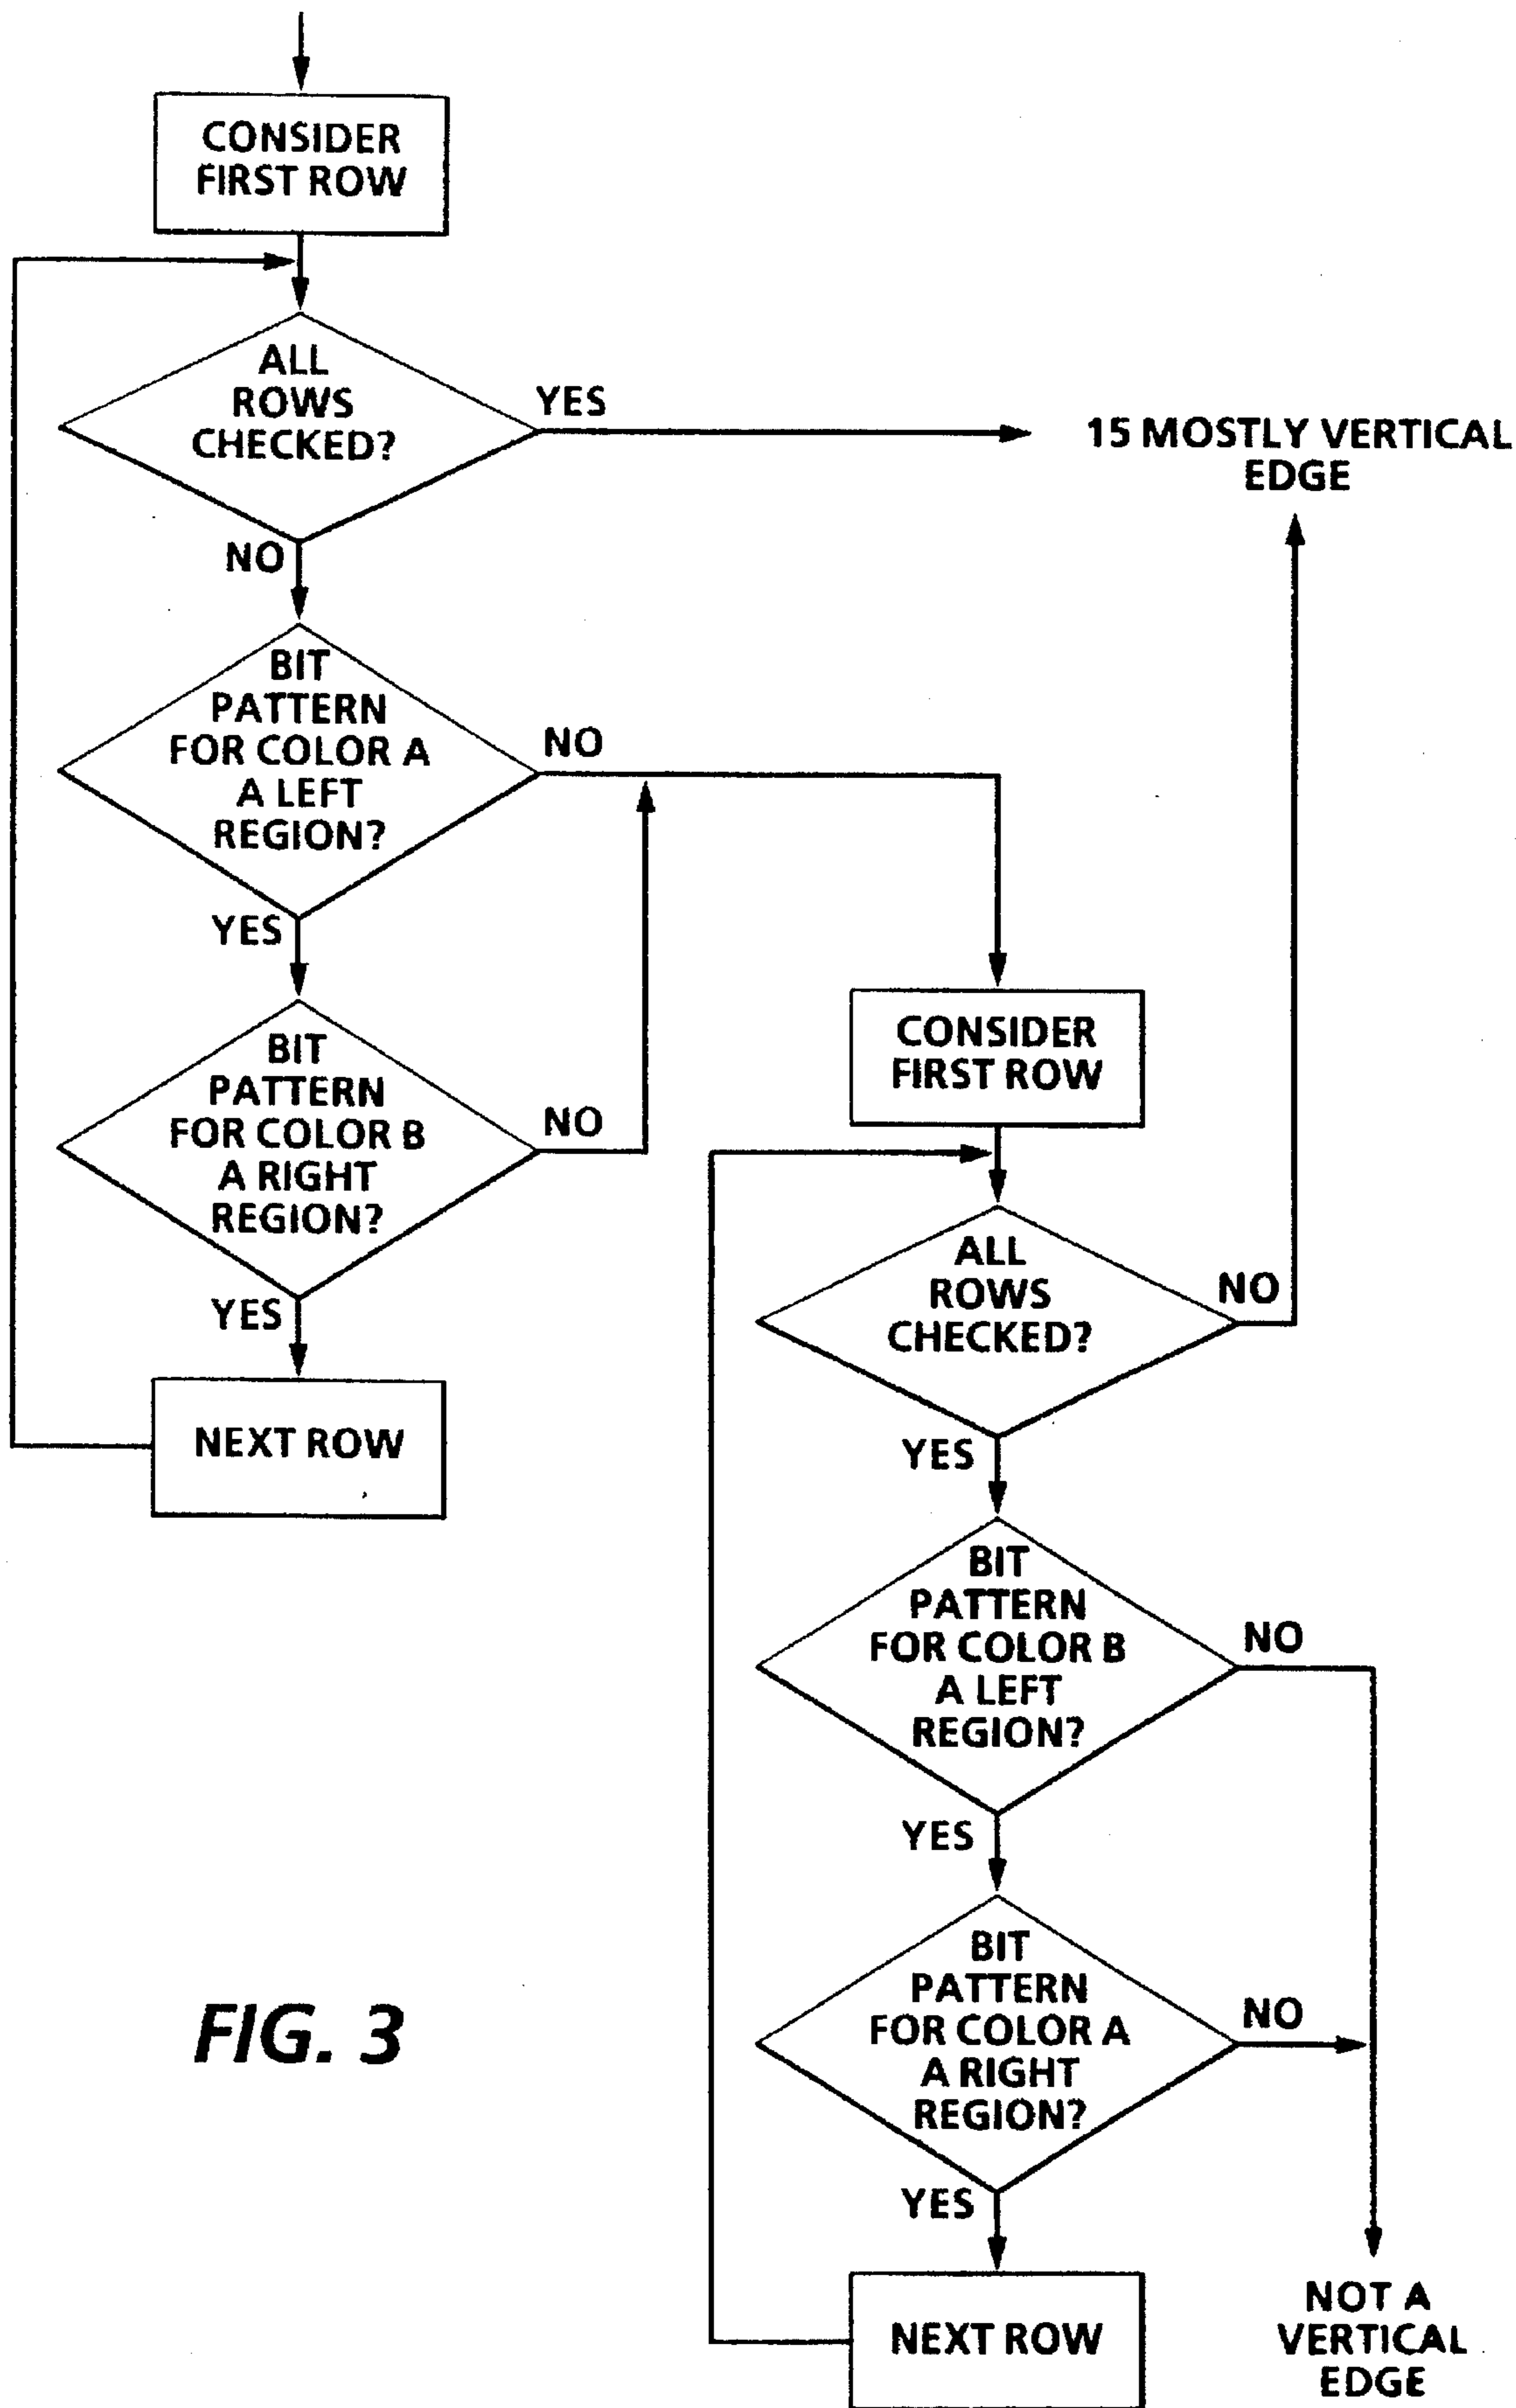 CONSIDER
FIRST ROW
ALL
ROWS
CHECKED?
YES
15 MOSTLY VERTICAL
EDGE
NO
BIT
PATTERN
FOR COLOR A
A LEFT
REGION?
NO
YES
BIT
PATTERN
FOR COLOR B
A RIGHT
REGION?
NO
YES
NEXT ROW
CONSIDER
FIRST ROW
ALL
ROWS
CHECKED?
NO
YES
BIT
PATTERN
FOR COLOR B
A LEFT
REGION?
NO
YES
BIT
PATTERN
FOR COLOR A
A RIGHT
REGION?
NO
YES
NEXT ROW
NOT A
VERTICAL
EDGE
FIG. 3